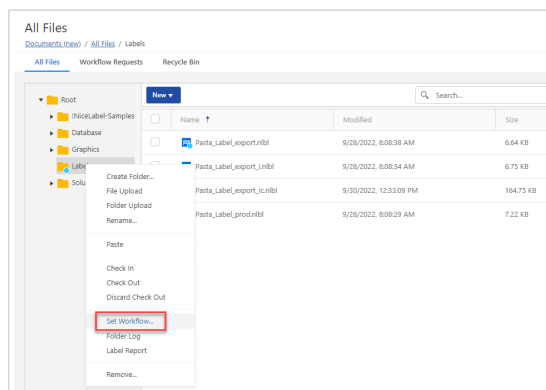 All Files
Documents (new) / All Files / Labels
All Files Workflow Requests Recycle Bin
Root
!NiceLabel-Samples
Database
Graphics
Solu
New
Search...
Name Modified Size
Pasta_Label_export.nlbl 9/28/2022, 8:08:38 AM 6.64 KB
Pasta_Label_export_I.nlbl 9/28/2022, 8:08:34 AM 6.75 KB
Pasta_Label_export_Ic.nlbl 9/30/2022, 12:33:09 PM 164.75 KB
Pasta_Label_prod.nlbl 9/28/2022, 8:08:29 AM 7.22 KB
Create Folder...
File Upload
Folder Upload
Rename...
Paste
Check In
Check Out
Discard Check Out
Set Workflow...
Folder Log
Label Report
Remove...